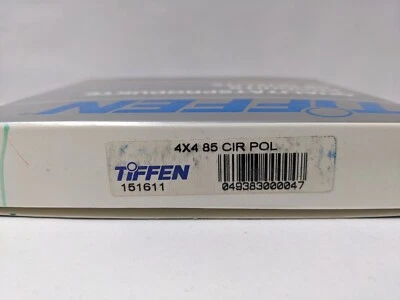 TIFFEN
4X4 85 CIR POL
TIFFEN
151611
049383000047